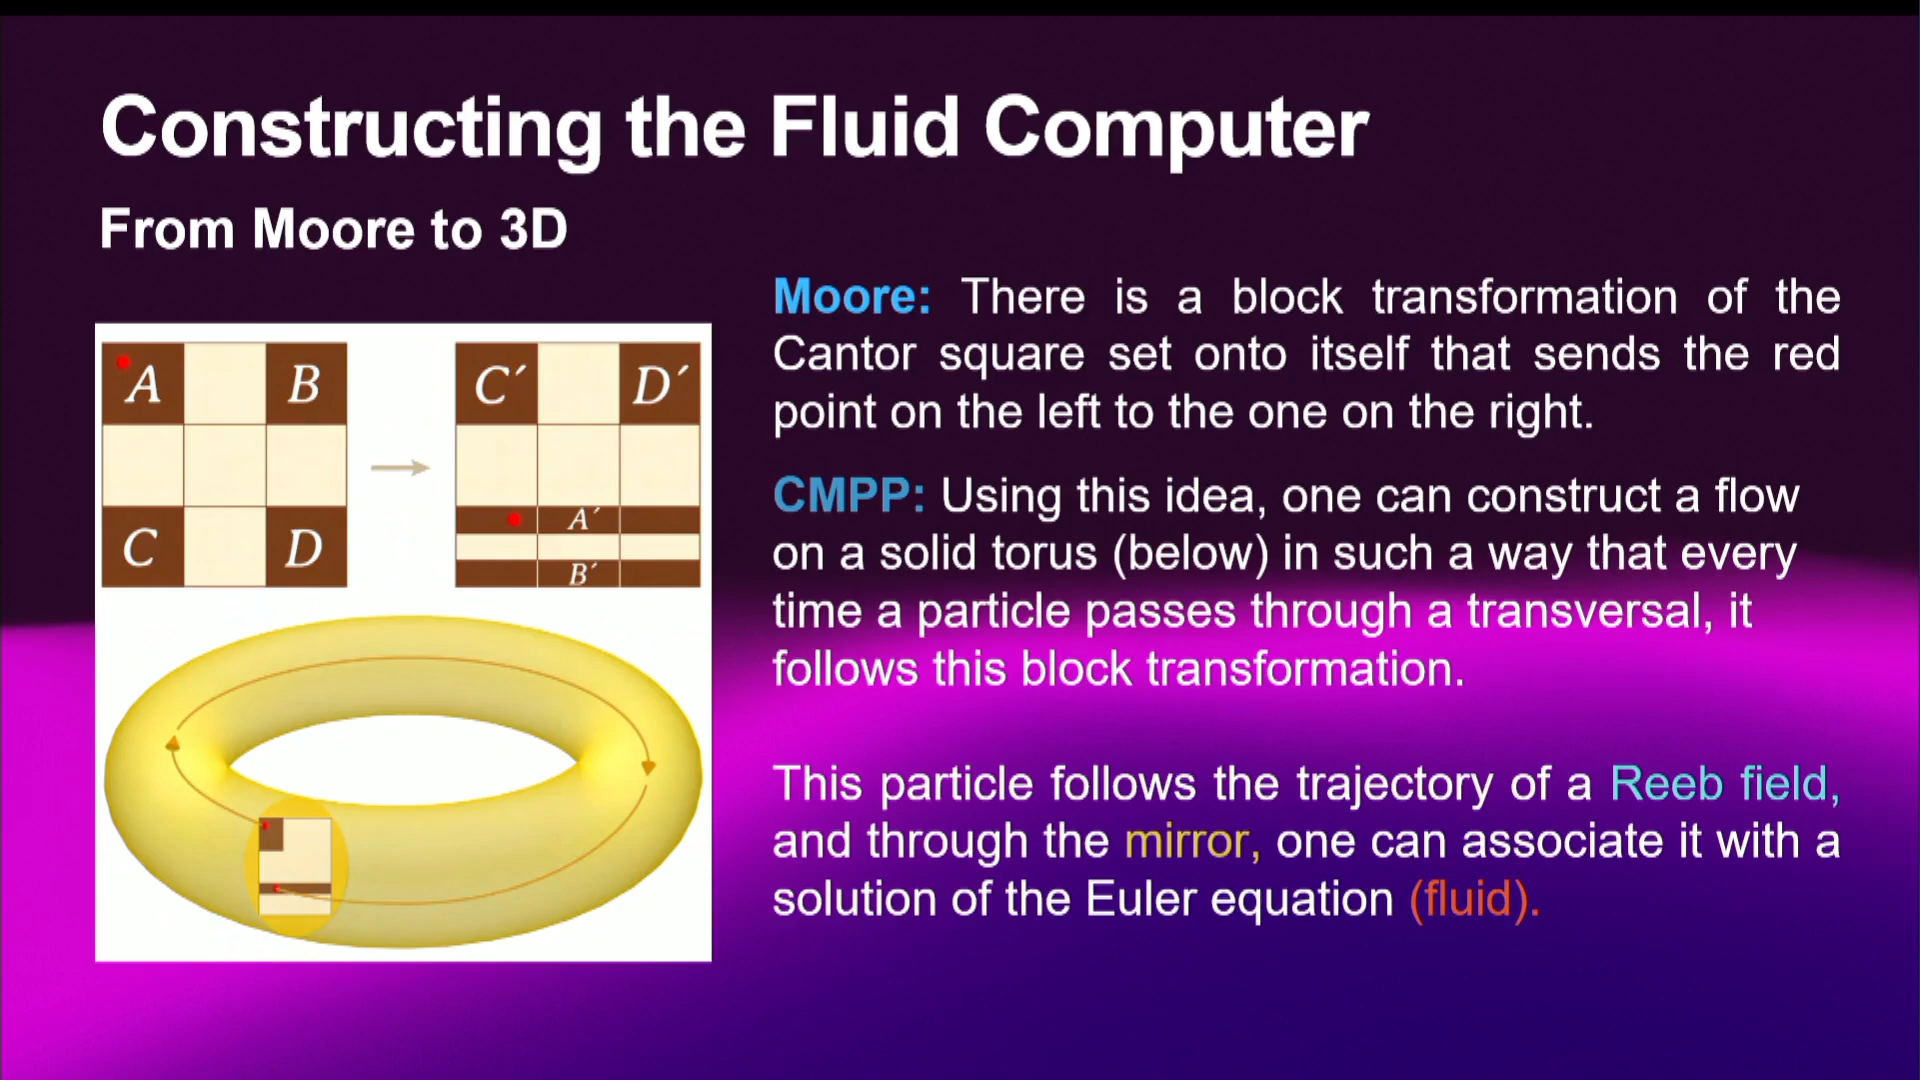 Constructing the Fluid Computer
From Moore to 3D
A B
C D
C´ D´
A´
B´
Moore: There is a block transformation of the
Cantor square set onto itself that sends the red
point on the left to the one on the right.
CMPP: Using this idea, one can construct a flow
on a solid torus (below) in such a way that every
time a particle passes through a transversal, it
follows this block transformation.
This particle follows the trajectory of a Reeb field,
and through the mirror, one can associate it with a
solution of the Euler equation (fluid).